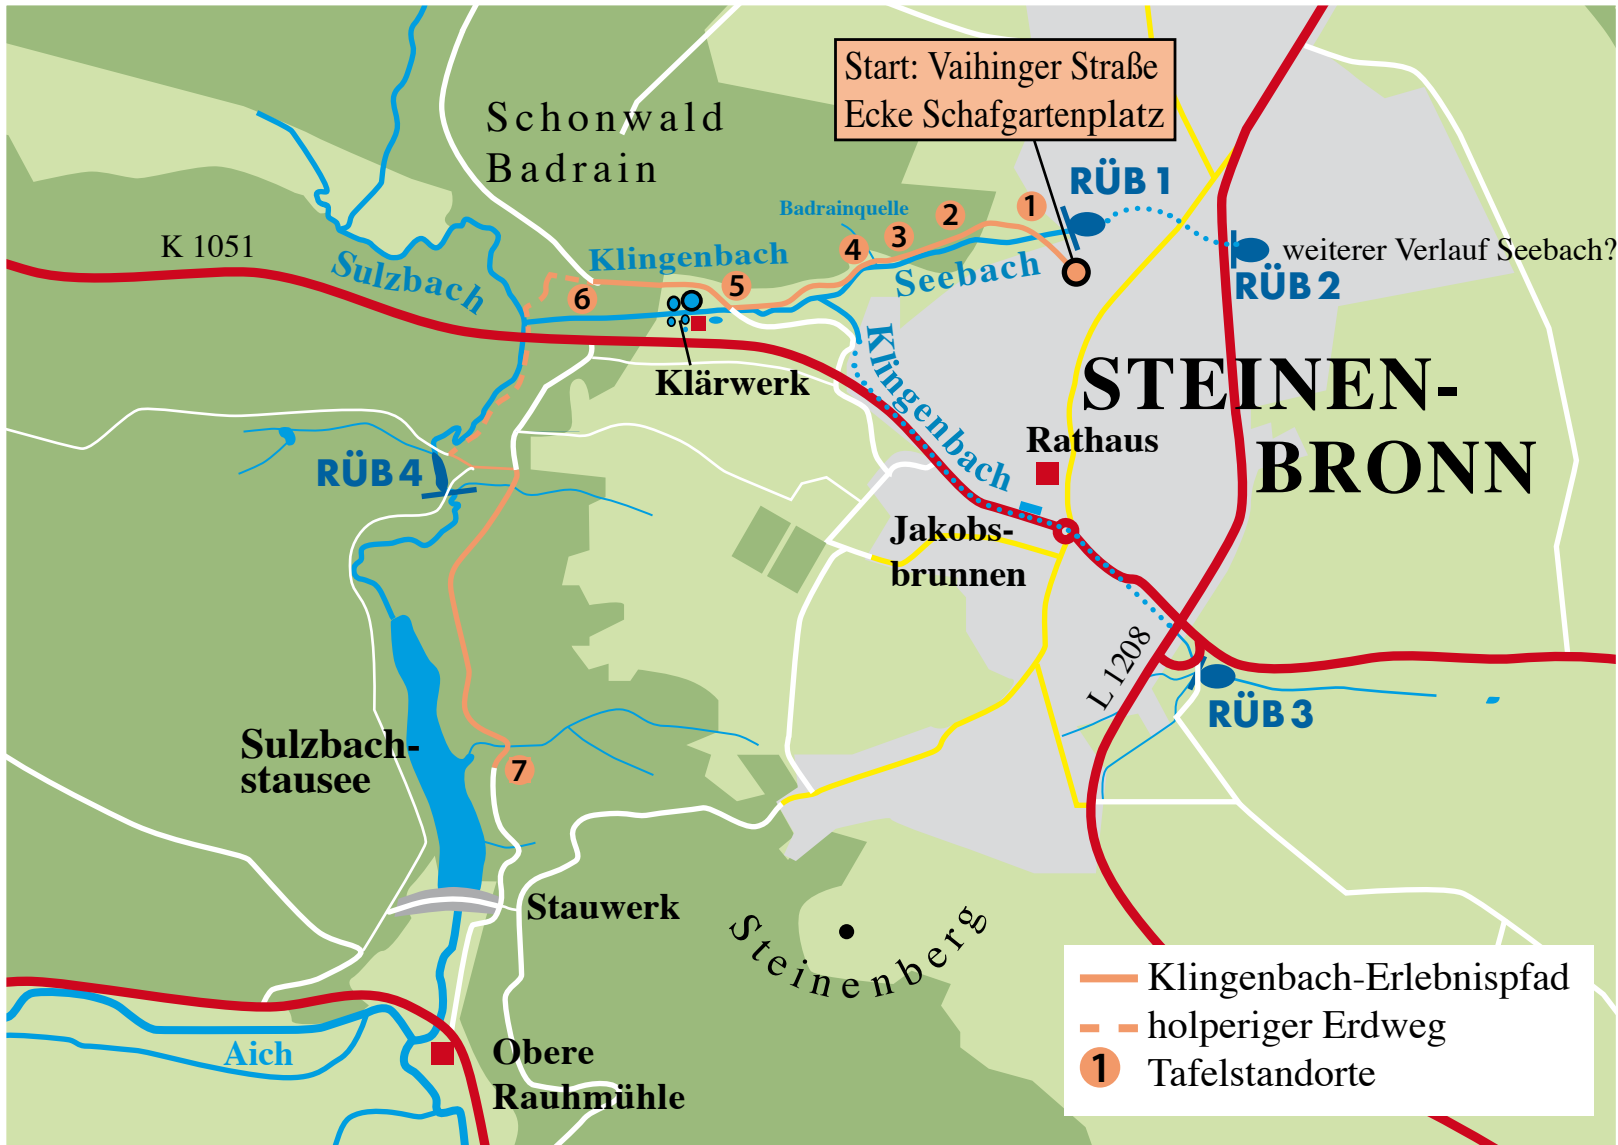 Start: Vaihinger Straße
Ecke Schafgartenplatz
Schonwald
Badrain
RÜB 1
Badrainquelle
1
2
3
4
K 1051
Sulzbach
Klingenbach
Seebach
weiterer Verlauf Seebach?
RÜB 2
5
6
Klärwerk
Klingenbach
STEINEN-
BRONN
Rathaus
RÜB 4
Jakobs-
brunnen
L 1208
RÜB 3
Sulzbach-
stausee
7
Stauwerk
Steinenberg
Aich
Obere
Rauhmühle
Klingenbach-Erlebnispfad
holperiger Erdweg
1 Tafelstandorte